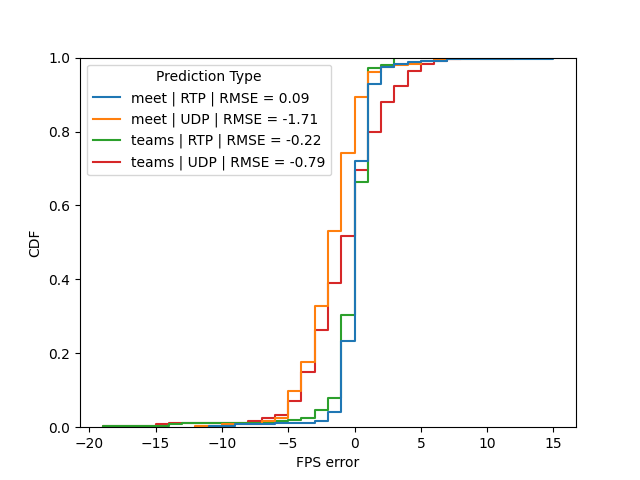 1.0
0.8
0.6
0.4
0.2
0.0
CDF
Prediction Type
meet | RTP | RMSE = 0.09
meet | UDP | RMSE = -1.71
teams | RTP | RMSE = -0.22
teams | UDP | RMSE = -0.79
−20 −15 −10 −5 0 5 10 15
FPS error